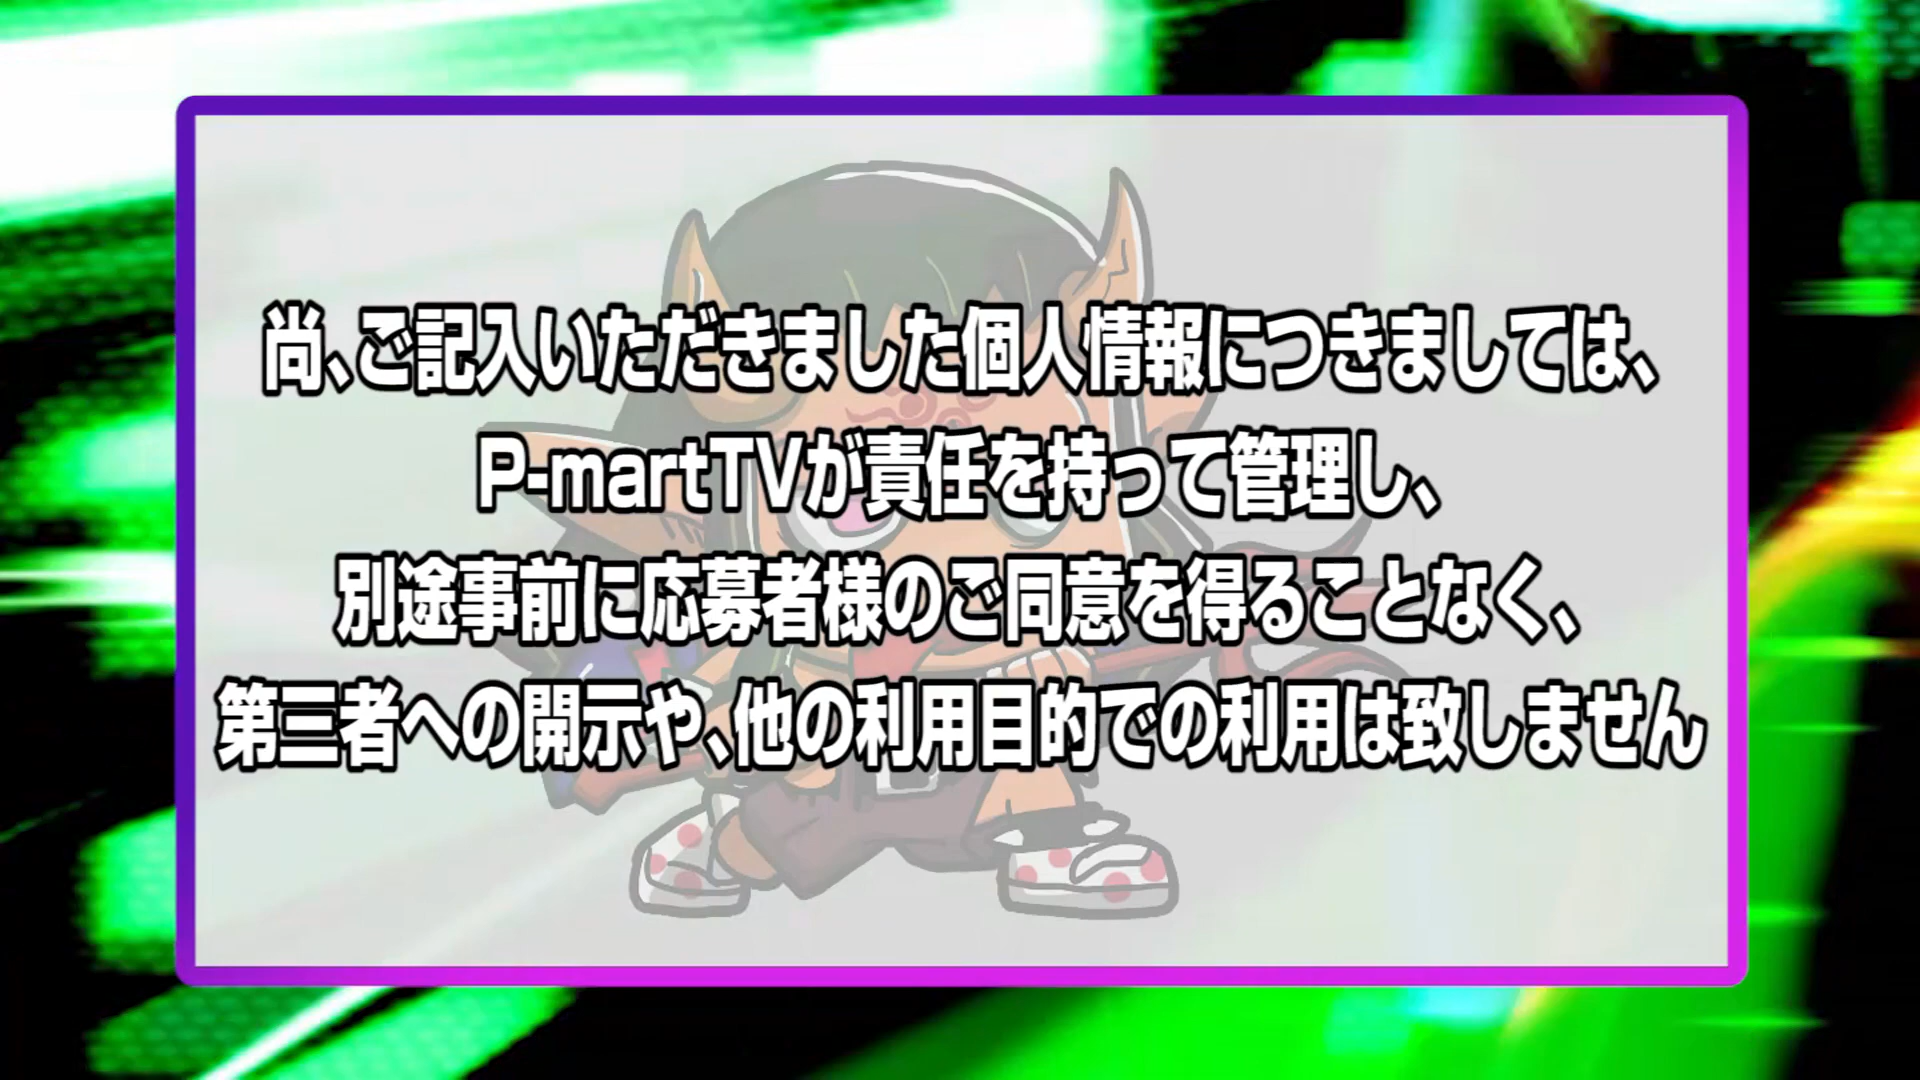 尚、ご記入いただきました個人情報につきましては、
P-martTVが責任を持って管理し、
別途事前に応募者様のご同意を得ることなく、
第三者への開示や、他の利用目的での利用は致しません